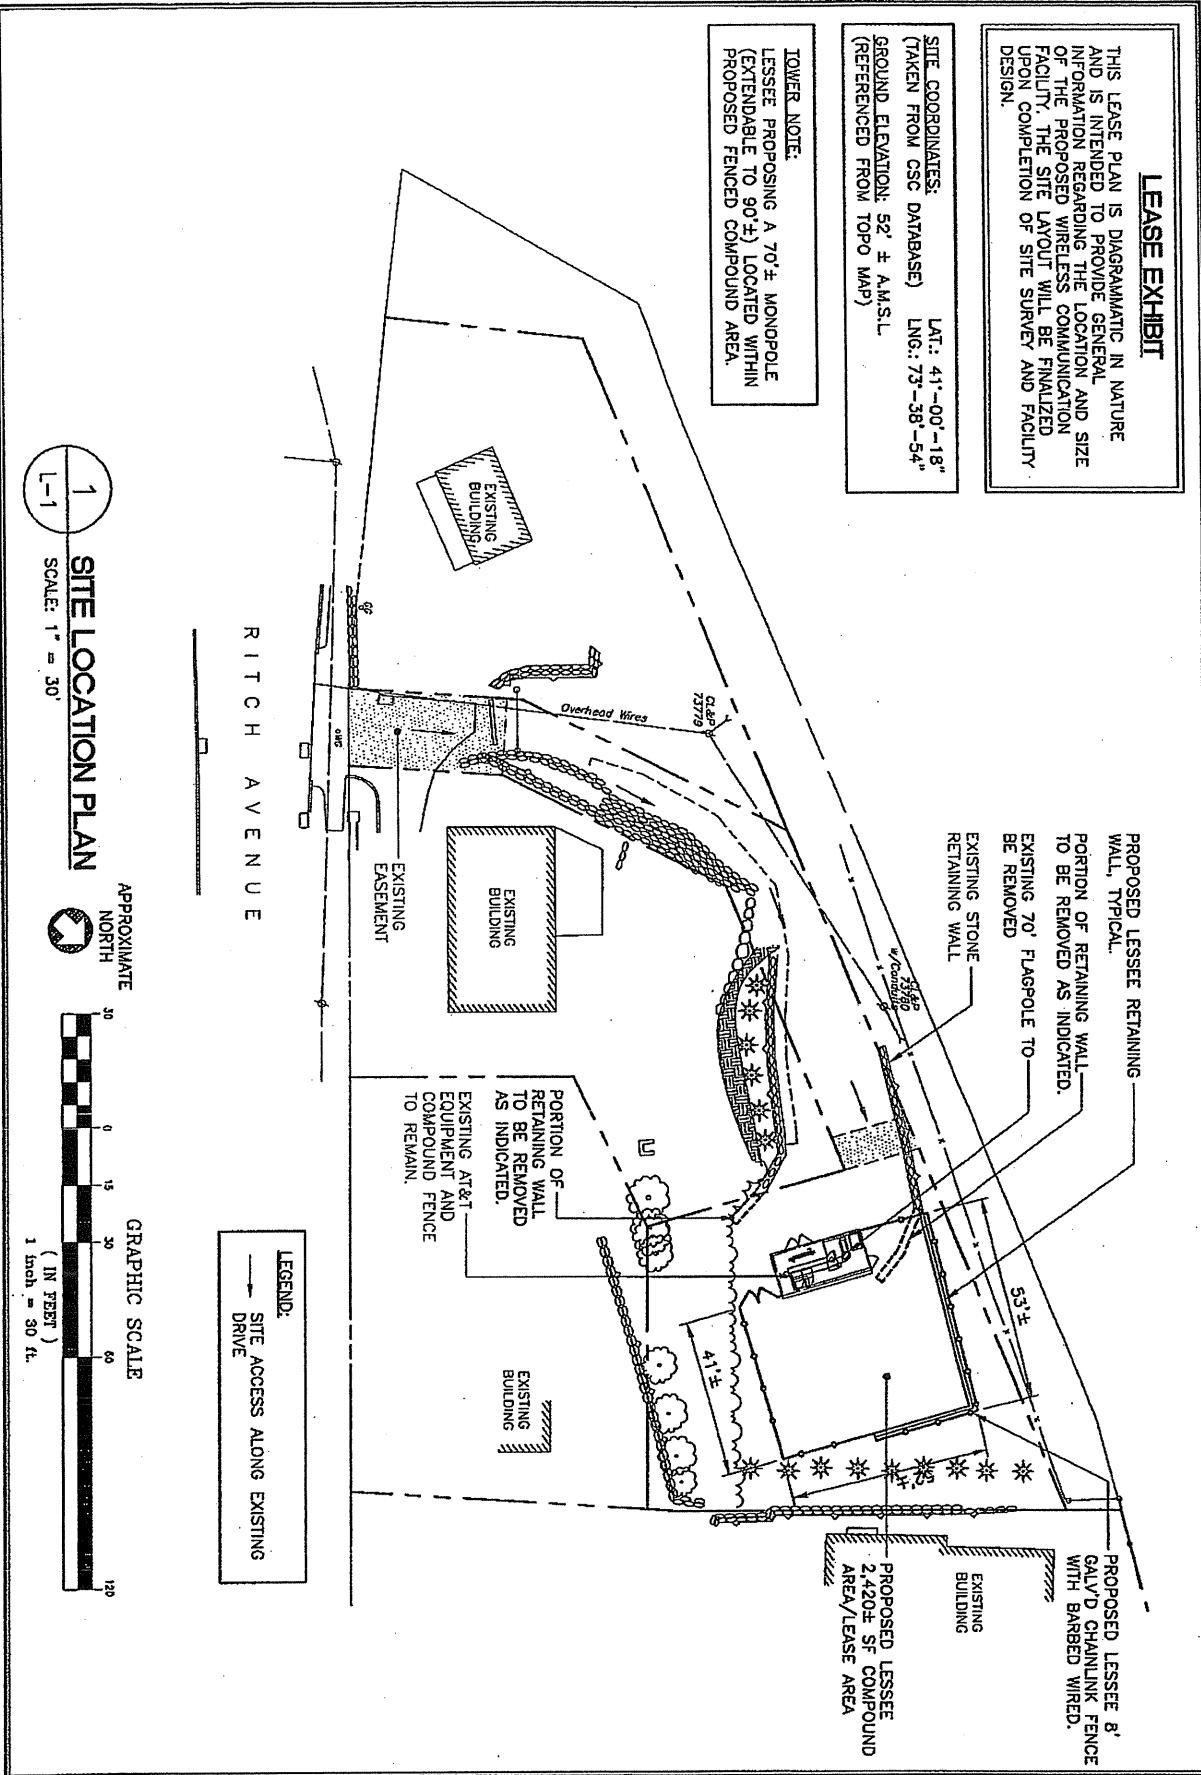 LEASE EXHIBIT
THIS LEASE PLAN IS DIAGRAMMATIC IN NATURE
AND IS INTENDED TO PROVIDE GENERAL
INFORMATION REGARDING THE LOCATION AND SIZE
OF THE PROPOSED WIRELESS COMMUNICATION
FACILITY. THE SITE LAYOUT WILL BE FINALIZED
UPON COMPLETION OF SITE SURVEY AND FACILITY
DESIGN.
SITE COORDINATES: LAT.: 41°-00'-18"
(TAKEN FROM CSC DATABASE) LNG.: 73°-38'-54"
GROUND ELEVATION: 52' ± A.M.S.L.
(REFERENCED FROM TOPO MAP)
TOWER NOTE:
LESSEE PROPOSING A 70'± MONOPOLE
(EXTENDABLE TO 90'±) LOCATED WITHIN
PROPOSED FENCED COMPOUND AREA.
PROPOSED LESSEE RETAINING
WALL, TYPICAL.
PORTION OF RETAINING WALL
TO BE REMOVED AS INDICATED.
EXISTING 70' FLAGPOLE TO
BE REMOVED
EXISTING STONE
RETAINING WALL
PROPOSED LESSEE 8'
GALV'D CHAINLINK FENCE
WITH BARBED WIRED.
EXISTING
BUILDING
PROPOSED LESSEE
2,420± SF COMPOUND
AREA/LEASE AREA
CL&P
73780
w/Conduits
CL&P
73779
Overhead Wires
53'±
41'±
EXISTING
BUILDING
EXISTING
BUILDING
EXISTING
EASEMENT
PORTION OF
RETAINING WALL
TO BE REMOVED
AS INDICATED.
EXISTING AT&T
EQUIPMENT AND
COMPOUND FENCE
TO REMAIN.
EXISTING
BUILDING
RITCH AVENUE
LEGEND:
SITE ACCESS ALONG EXISTING
DRIVE
1
L-1
SITE LOCATION PLAN
SCALE: 1" = 30'
APPROXIMATE
NORTH
GRAPHIC SCALE
30 0 15 30 60 120
( IN FEET )
1 inch = 30 ft.